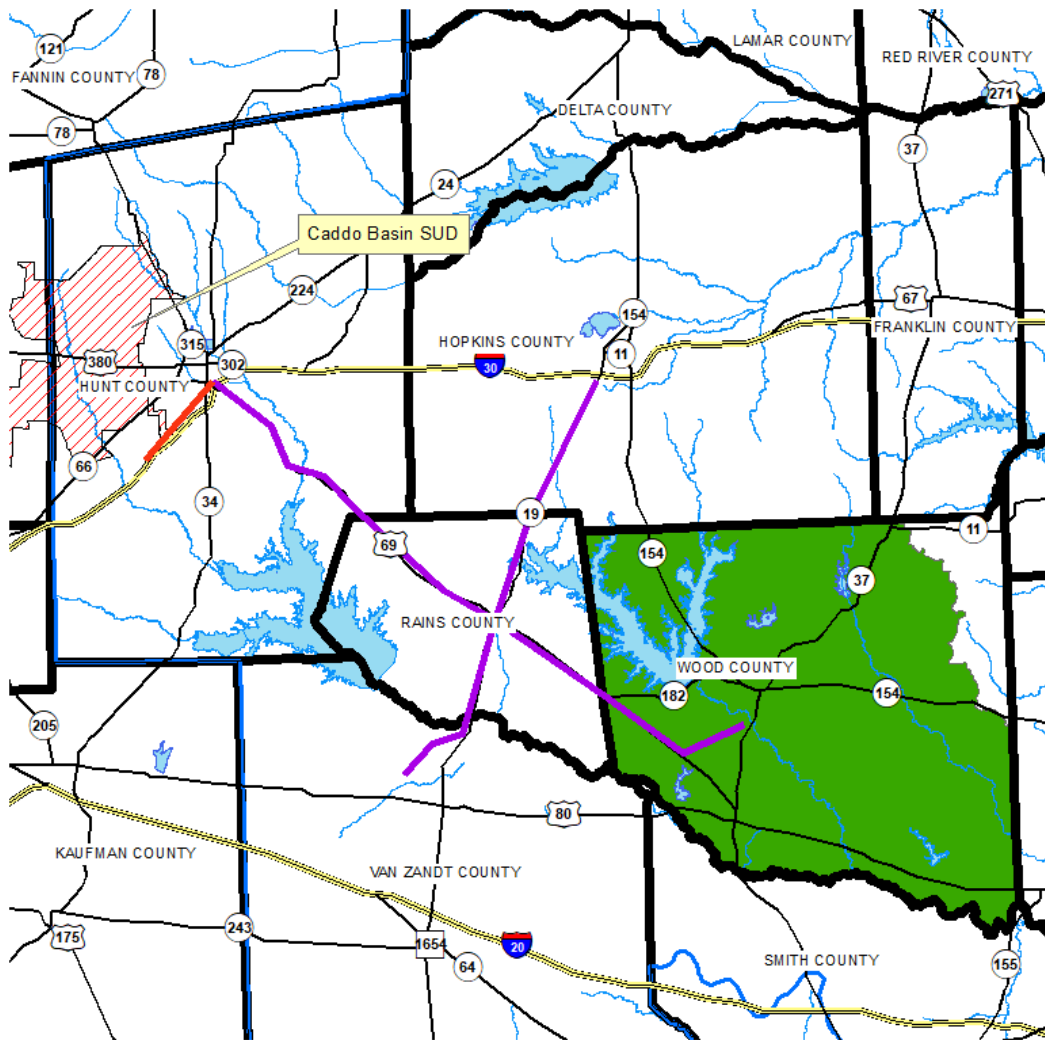 LAMAR COUNTY
121
RED RIVER COUNTY
FANNIN COUNTY
78
271
DELTA COUNTY
78
37
24
Caddo Basin SUD
224
67
154
FRANKLIN COUNTY
315
HOPKINS COUNTY
11
380
302
30
HUNT COUNTY
66
34
19
11
69
154
37
RAINS COUNTY
WOOD COUNTY
182
154
205
80
KAUFMAN COUNTY
VAN ZANDT COUNTY
243
175
1654
20
64
SMITH COUNTY
155